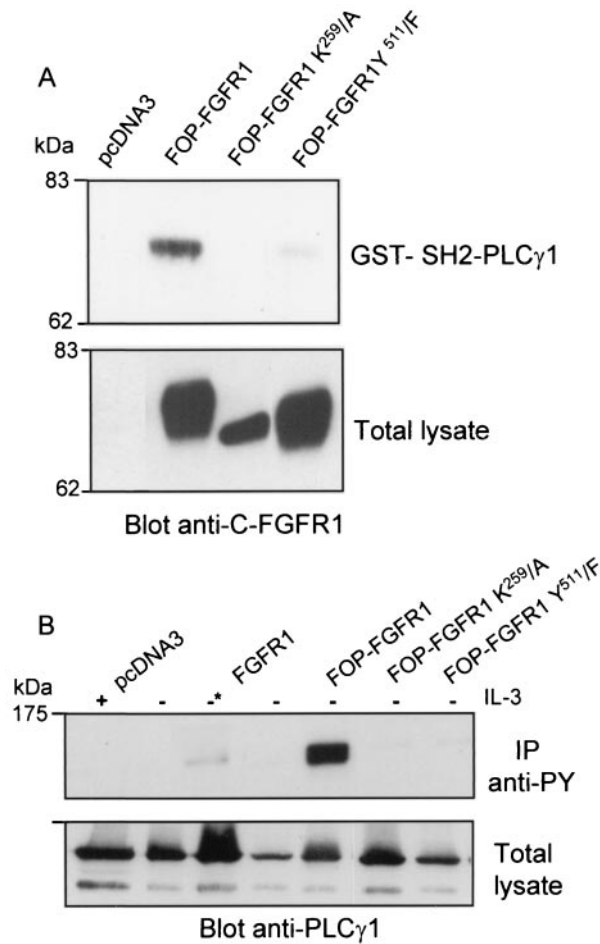 A
kDa
pcDNA3
FOP-FGFR1
FOP-FGFR1 K²⁵⁹/A
FOP-FGFR1Y ⁵¹¹/F
83
GST- SH2-PLCγ1
62
83
Total lysate
62
Blot anti-C-FGFR1
B
pcDNA3
FGFR1
FOP-FGFR1
FOP-FGFR1 K²⁵⁹/A
FOP-FGFR1 Y⁵¹¹/F
kDa
+ - -* - - - - IL-3
175
IP
anti-PY
Total
lysate
Blot anti-PLCγ1